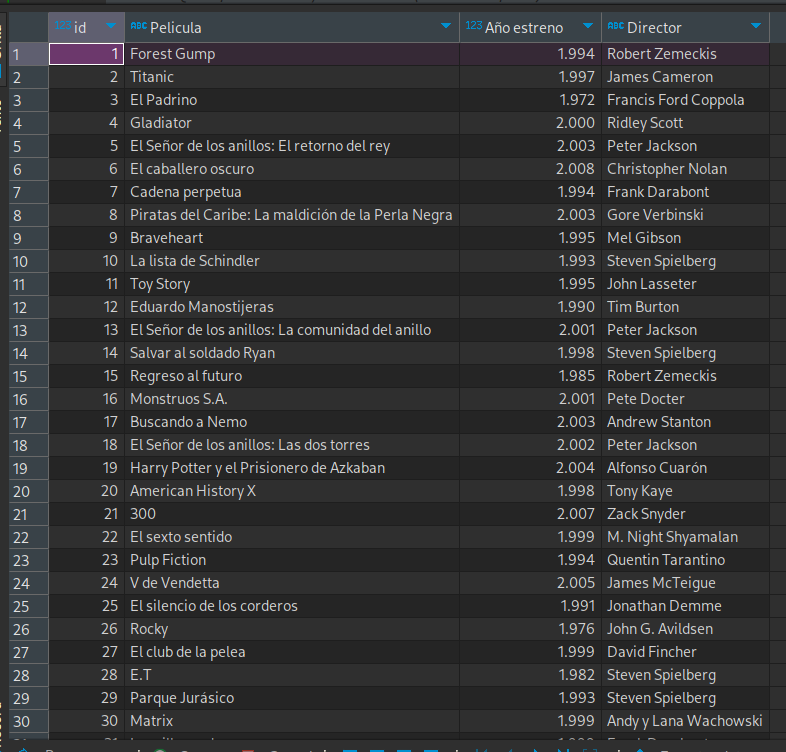 123 id ABC Pelicula 123 Año estreno ABC Director
1 1 Forest Gump 1.994 Robert Zemeckis
2 2 Titanic 1.997 James Cameron
3 3 El Padrino 1.972 Francis Ford Coppola
4 4 Gladiator 2.000 Ridley Scott
5 5 El Señor de los anillos: El retorno del rey 2.003 Peter Jackson
6 6 El caballero oscuro 2.008 Christopher Nolan
7 7 Cadena perpetua 1.994 Frank Darabont
8 8 Piratas del Caribe: La maldición de la Perla Negra 2.003 Gore Verbinski
9 9 Braveheart 1.995 Mel Gibson
10 10 La lista de Schindler 1.993 Steven Spielberg
11 11 Toy Story 1.995 John Lasseter
12 12 Eduardo Manostijeras 1.990 Tim Burton
13 13 El Señor de los anillos: La comunidad del anillo 2.001 Peter Jackson
14 14 Salvar al soldado Ryan 1.998 Steven Spielberg
15 15 Regreso al futuro 1.985 Robert Zemeckis
16 16 Monstruos S.A. 2.001 Pete Docter
17 17 Buscando a Nemo 2.003 Andrew Stanton
18 18 El Señor de los anillos: Las dos torres 2.002 Peter Jackson
19 19 Harry Potter y el Prisionero de Azkaban 2.004 Alfonso Cuarón
20 20 American History X 1.998 Tony Kaye
21 21 300 2.007 Zack Snyder
22 22 El sexto sentido 1.999 M. Night Shyamalan
23 23 Pulp Fiction 1.994 Quentin Tarantino
24 24 V de Vendetta 2.005 James McTeigue
25 25 El silencio de los corderos 1.991 Jonathan Demme
26 26 Rocky 1.976 John G. Avildsen
27 27 El club de la pelea 1.999 David Fincher
28 28 E.T 1.982 Steven Spielberg
29 29 Parque Jurásico 1.993 Steven Spielberg
30 30 Matrix 1.999 Andy y Lana Wachowski